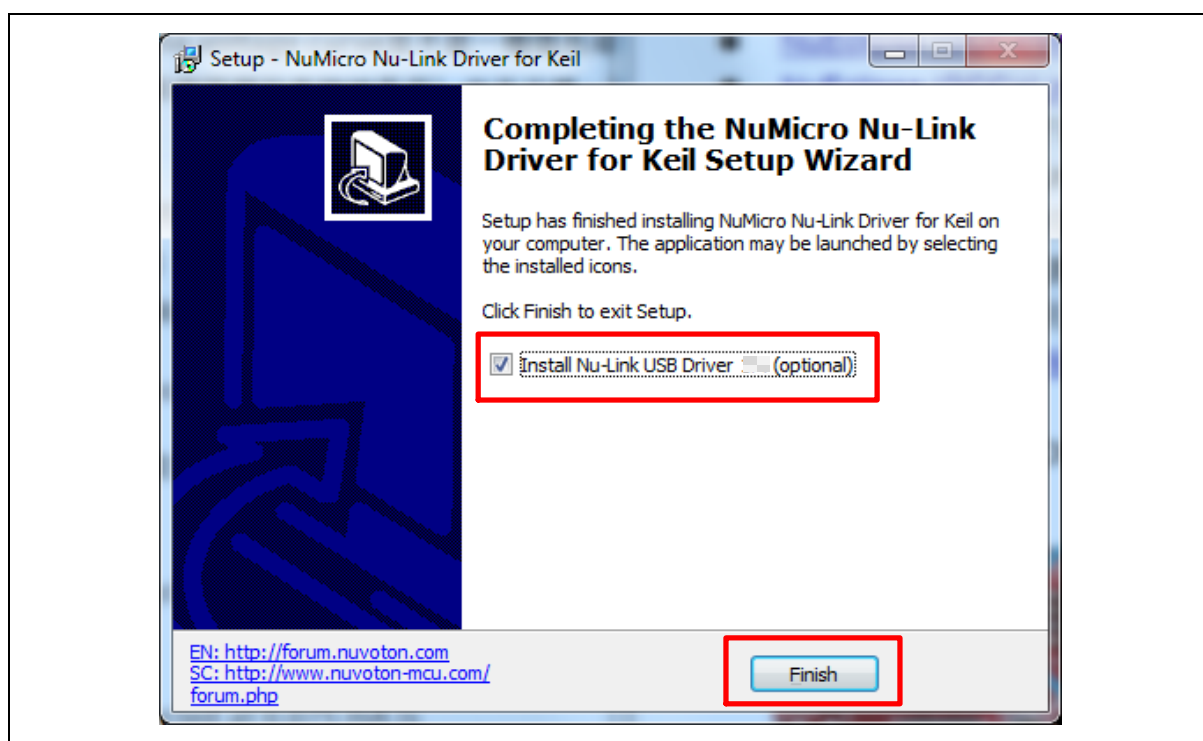 Setup - NuMicro Nu-Link Driver for Keil
Completing the NuMicro Nu-Link
Driver for Keil Setup Wizard
Setup has finished installing NuMicro Nu-Link Driver for Keil on
your computer. The application may be launched by selecting
the installed icons.
Click Finish to exit Setup.
Install Nu-Link USB Driver (optional)
EN: http://forum.nuvoton.com
SC: http://www.nuvoton-mcu.com/
forum.php
Finish